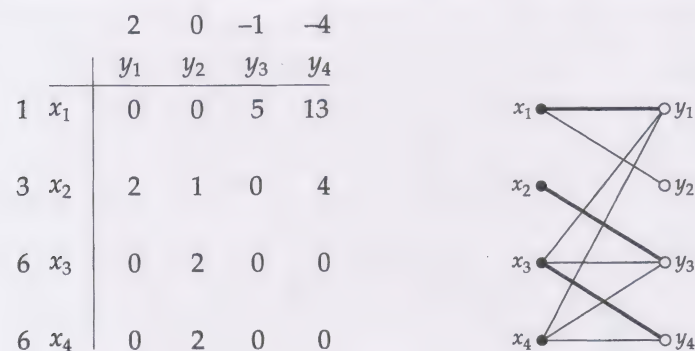 2 0 –1 –4
y₁ y₂ y₃ y₄
1 x₁ 0 0 5 13
3 x₂ 2 1 0 4
6 x₃ 0 2 0 0
6 x₄ 0 2 0 0
x₁ y₁
x₂ y₂
x₃ y₃
x₄ y₄